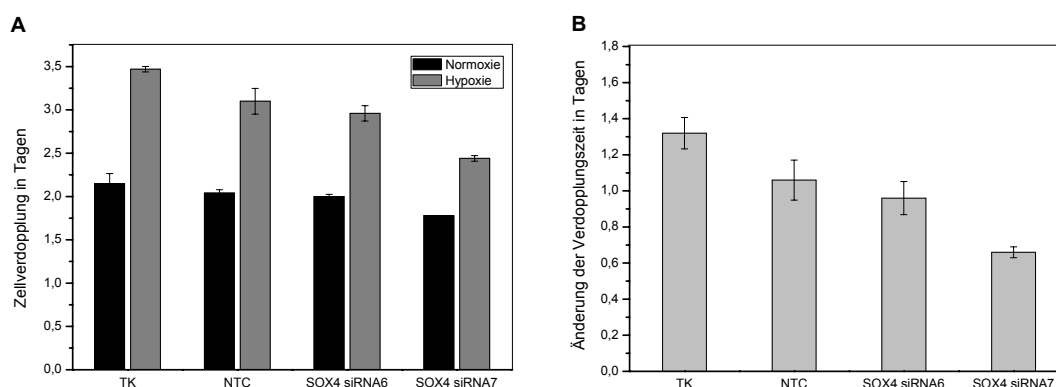 A
Zellverdopplung in Tagen
3,5
3,0
2,5
2,0
1,5
1,0
0,5
0,0
Normoxie
Hypoxie
TK NTC SOX4 siRNA6 SOX4 siRNA7
B
Änderung der Verdopplungszeit in Tagen
1,8
1,6
1,4
1,2
1,0
0,8
0,6
0,4
0,2
0,0
TK NTC SOX4 siRNA6 SOX4 siRNA7